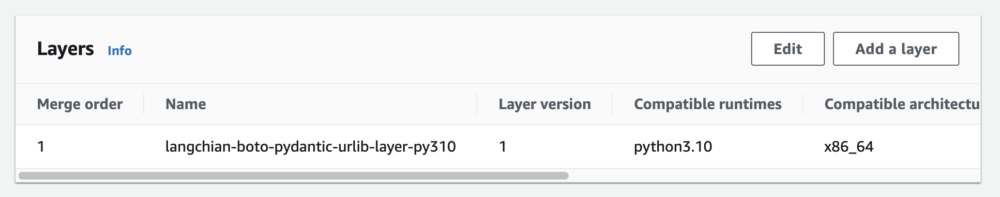 Layers Info Edit Add a layer
Merge order Name Layer version Compatible runtimes Compatible architectu
1 langchian-boto-pydantic-urlib-layer-py310 1 python3.10 x86_64